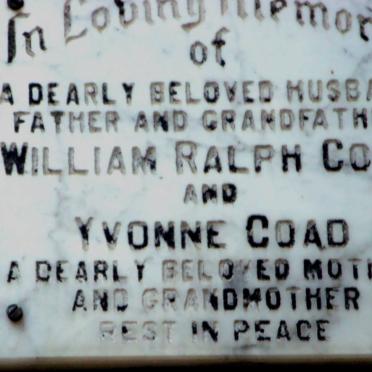 In Loving Memor
of
A DEARLY BELOVED HUSBA
FATHER AND GRANDFATH
WILLIAM RALPH CO
AND
YVONNE COAD
A DEARLY BELOVED MOTH
AND GRANDMOTHER
REST IN PEACE